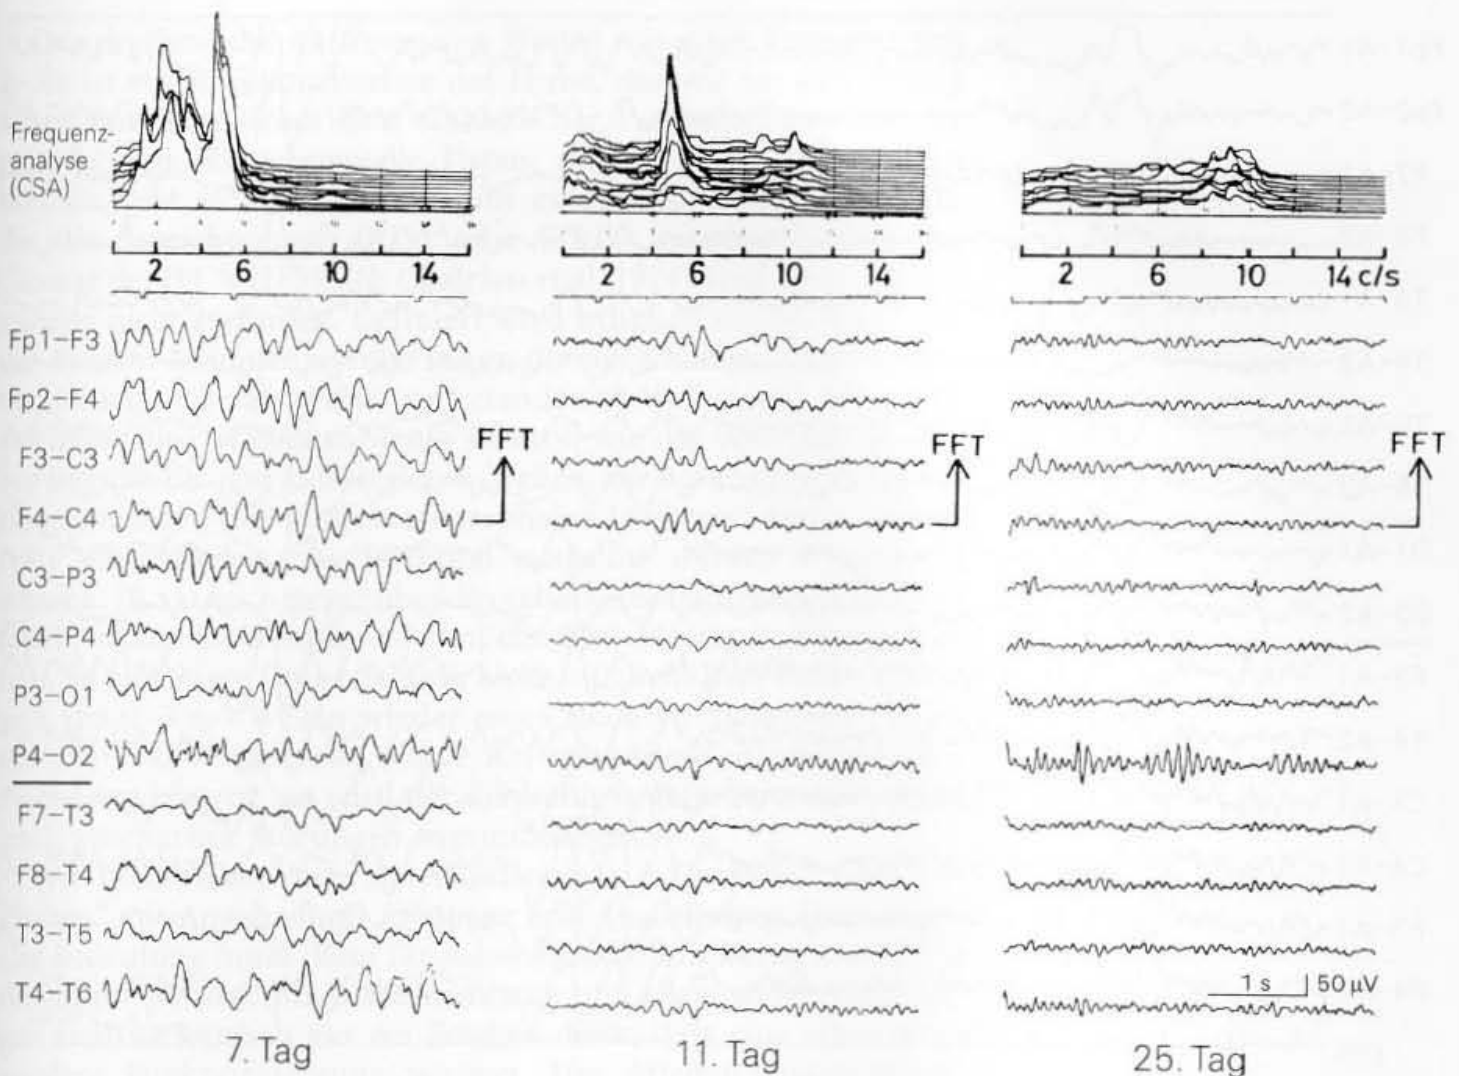 Frequenz-
analyse
(CSA)
2 6 10 14
2 6 10 14
2 6 10 14 c/s
Fp1-F3
Fp2-F4
F3-C3
F4-C4
C3-P3
C4-P4
P3-O1
P4-O2
F7-T3
F8-T4
T3-T5
T4-T6
FFT
FFT
FFT
1 s 50 µV
7. Tag
11. Tag
25. Tag